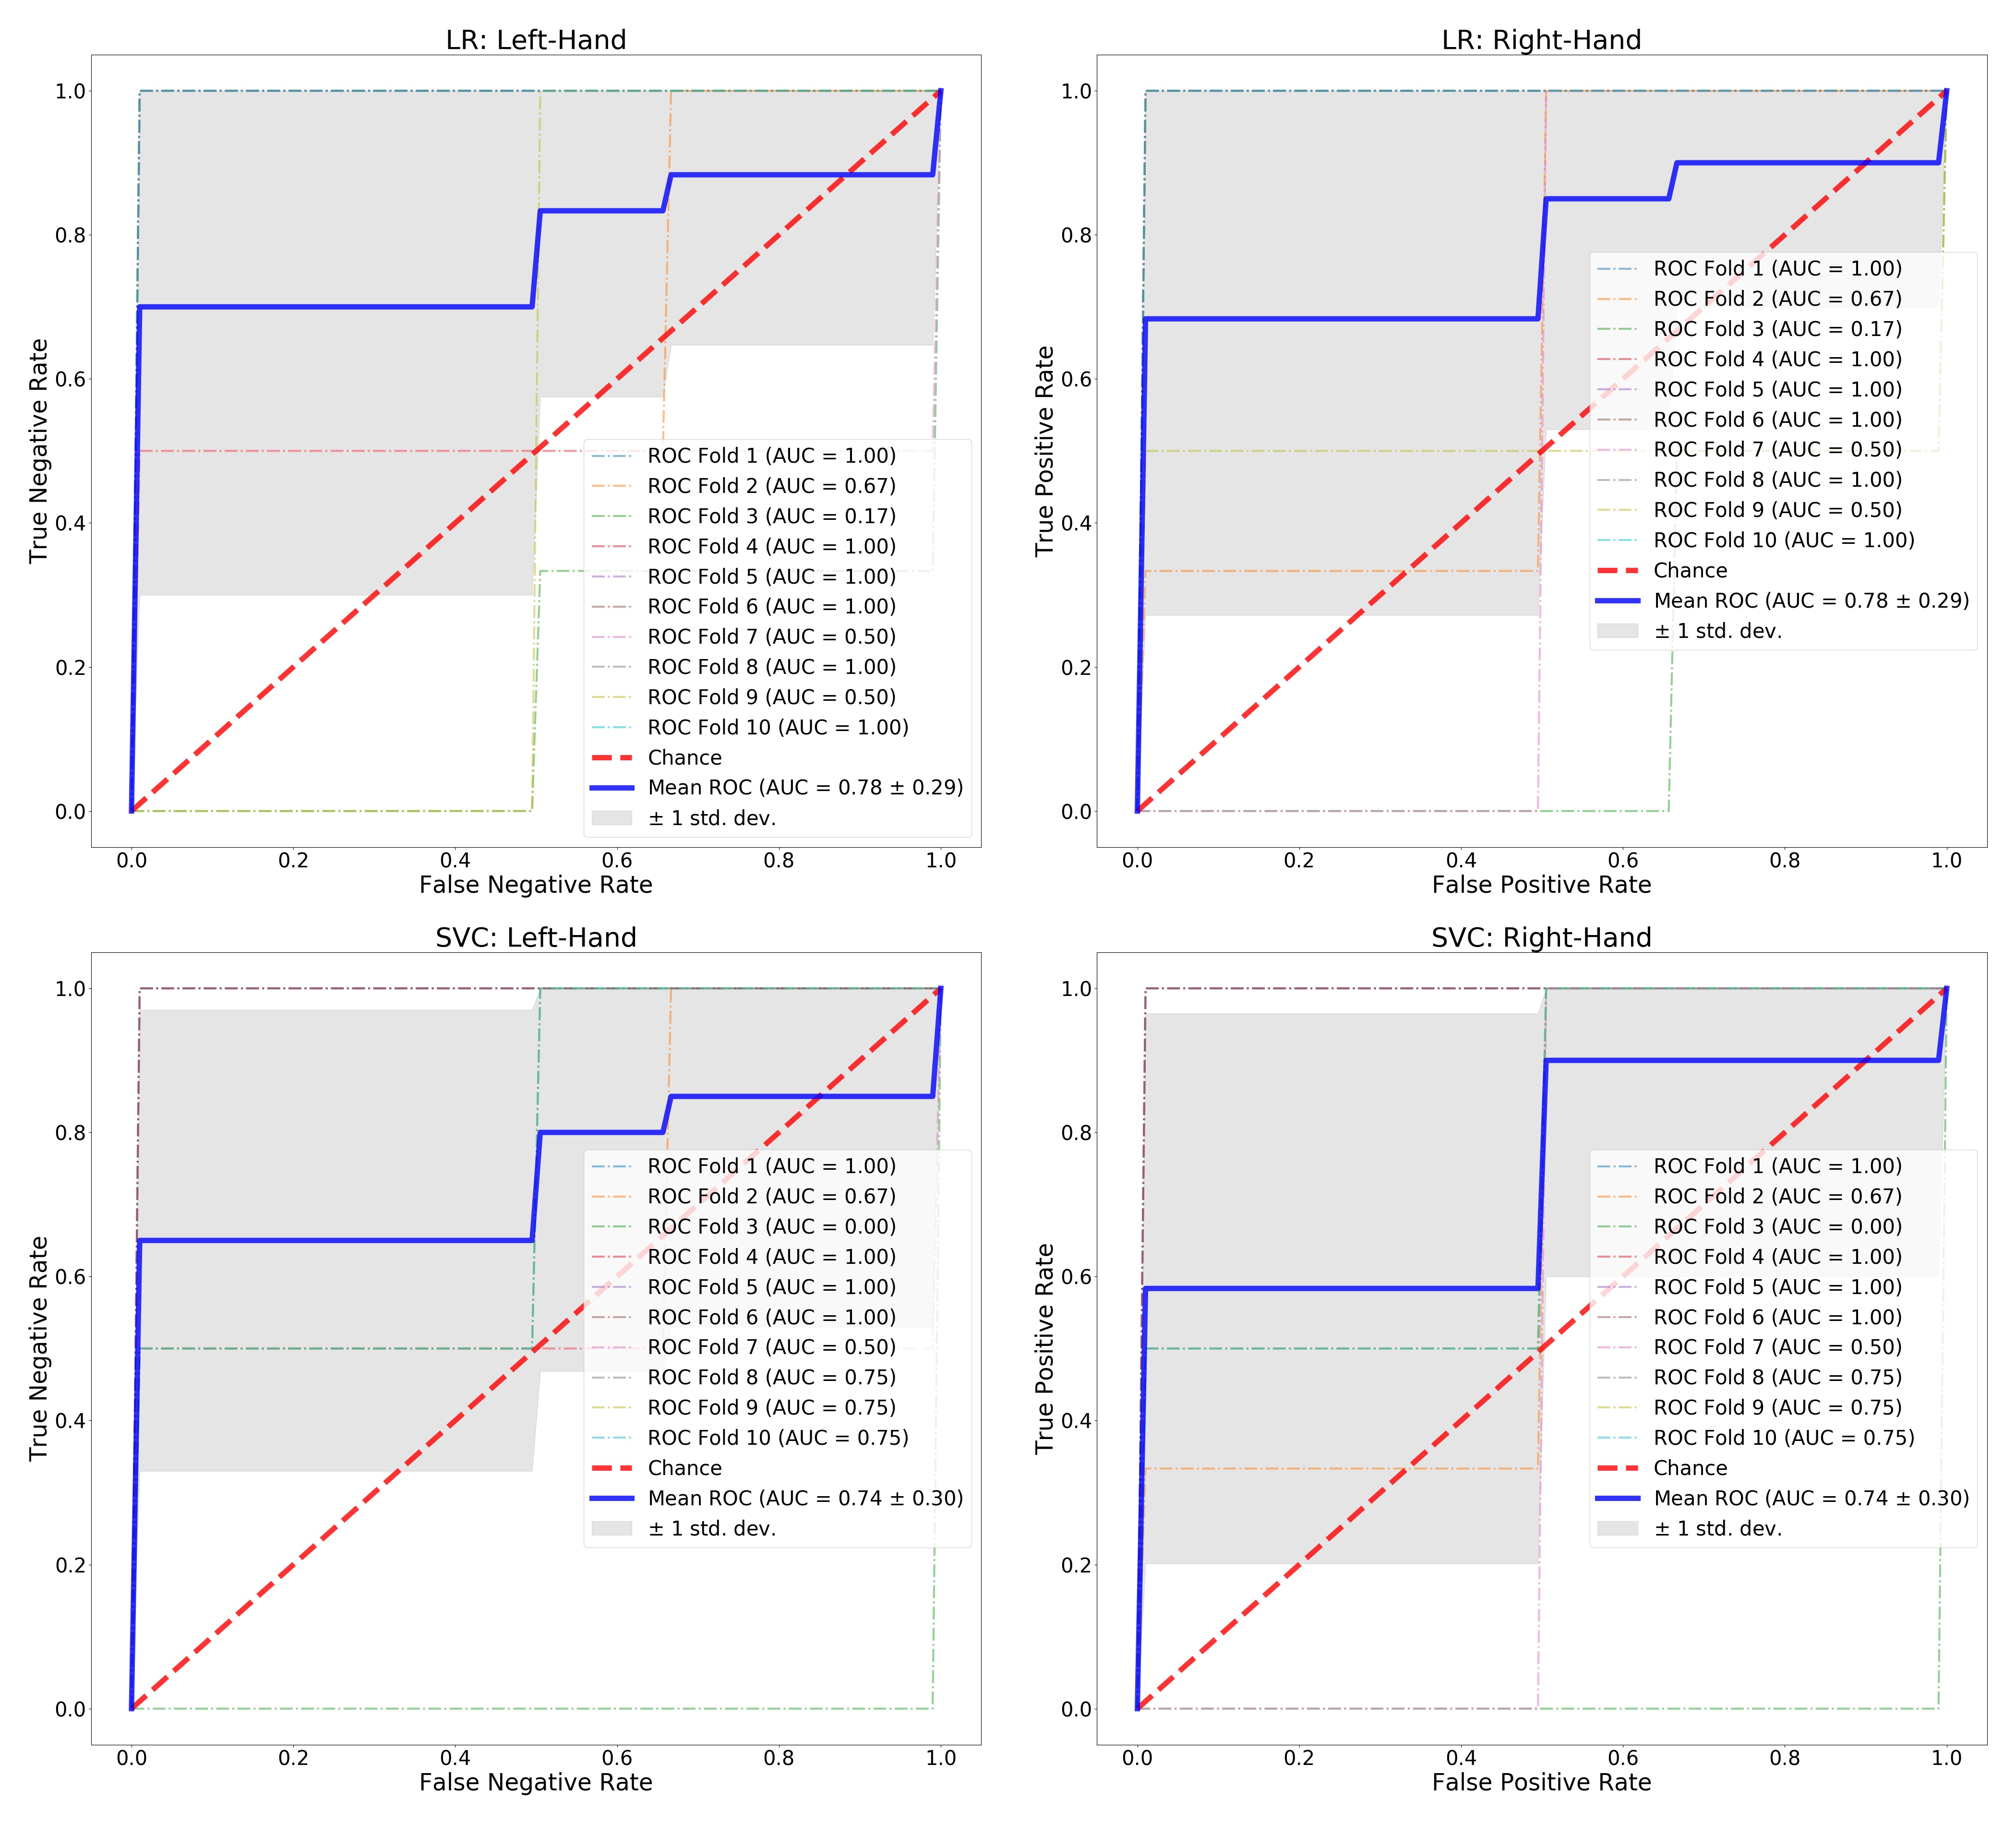 LR: Left-Hand
1.0
0.8
0.6
0.4
0.2
0.0
True Negative Rate
ROC Fold 1 (AUC = 1.00)
ROC Fold 2 (AUC = 0.67)
ROC Fold 3 (AUC = 0.17)
ROC Fold 4 (AUC = 1.00)
ROC Fold 5 (AUC = 1.00)
ROC Fold 6 (AUC = 1.00)
ROC Fold 7 (AUC = 0.50)
ROC Fold 8 (AUC = 1.00)
ROC Fold 9 (AUC = 0.50)
ROC Fold 10 (AUC = 1.00)
Chance
Mean ROC (AUC = 0.78 ± 0.29)
± 1 std. dev.
0.0 0.2 0.4 0.6 0.8 1.0
False Negative Rate
LR: Right-Hand
1.0
0.8
0.6
0.4
0.2
0.0
True Positive Rate
ROC Fold 1 (AUC = 1.00)
ROC Fold 2 (AUC = 0.67)
ROC Fold 3 (AUC = 0.17)
ROC Fold 4 (AUC = 1.00)
ROC Fold 5 (AUC = 1.00)
ROC Fold 6 (AUC = 1.00)
ROC Fold 7 (AUC = 0.50)
ROC Fold 8 (AUC = 1.00)
ROC Fold 9 (AUC = 0.50)
ROC Fold 10 (AUC = 1.00)
Chance
Mean ROC (AUC = 0.78 ± 0.29)
± 1 std. dev.
0.0 0.2 0.4 0.6 0.8 1.0
False Positive Rate
SVC: Left-Hand
1.0
0.8
0.6
0.4
0.2
0.0
True Negative Rate
ROC Fold 1 (AUC = 1.00)
ROC Fold 2 (AUC = 0.67)
ROC Fold 3 (AUC = 0.00)
ROC Fold 4 (AUC = 1.00)
ROC Fold 5 (AUC = 1.00)
ROC Fold 6 (AUC = 1.00)
ROC Fold 7 (AUC = 0.50)
ROC Fold 8 (AUC = 0.75)
ROC Fold 9 (AUC = 0.75)
ROC Fold 10 (AUC = 0.75)
Chance
Mean ROC (AUC = 0.74 ± 0.30)
± 1 std. dev.
0.0 0.2 0.4 0.6 0.8 1.0
False Negative Rate
SVC: Right-Hand
1.0
0.8
0.6
0.4
0.2
0.0
True Positive Rate
ROC Fold 1 (AUC = 1.00)
ROC Fold 2 (AUC = 0.67)
ROC Fold 3 (AUC = 0.00)
ROC Fold 4 (AUC = 1.00)
ROC Fold 5 (AUC = 1.00)
ROC Fold 6 (AUC = 1.00)
ROC Fold 7 (AUC = 0.50)
ROC Fold 8 (AUC = 0.75)
ROC Fold 9 (AUC = 0.75)
ROC Fold 10 (AUC = 0.75)
Chance
Mean ROC (AUC = 0.74 ± 0.30)
± 1 std. dev.
0.0 0.2 0.4 0.6 0.8 1.0
False Positive Rate